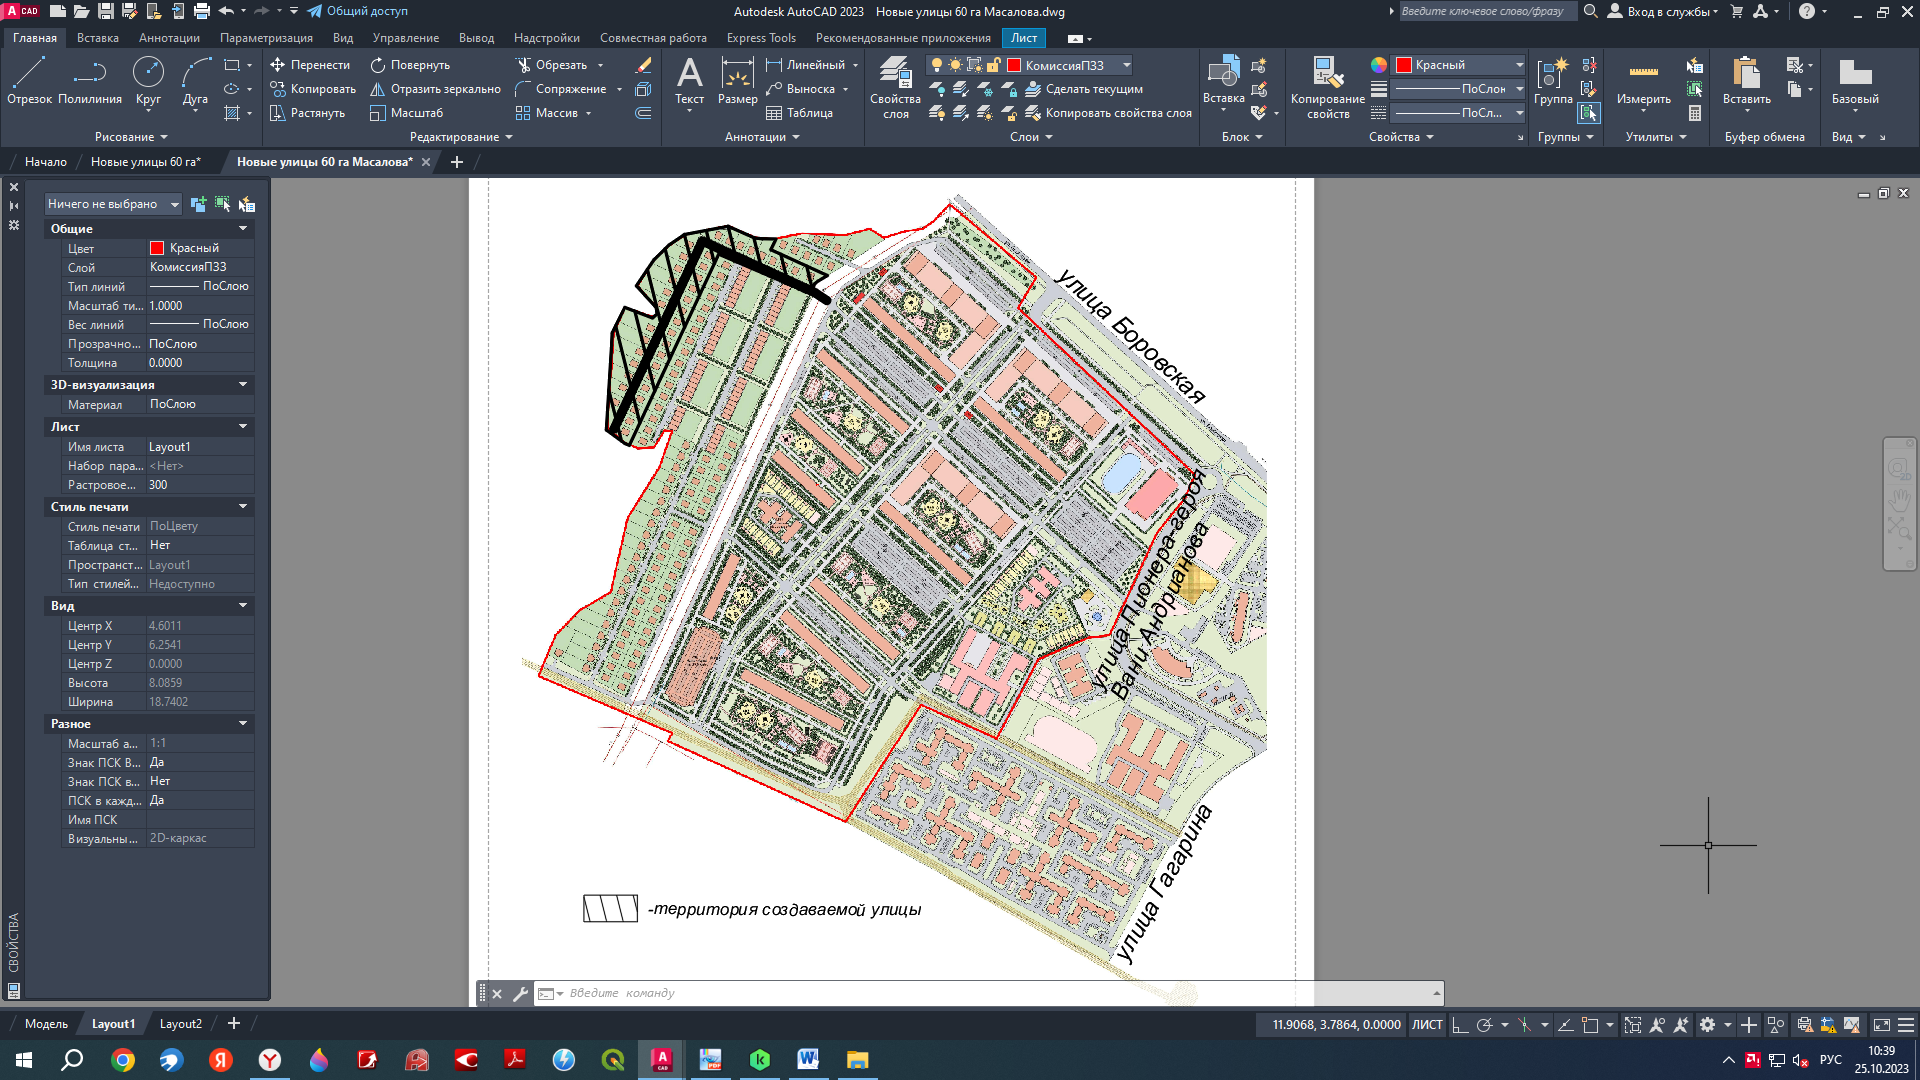 CAD
Общий доступ
Autodesk AutoCAD 2023 Новые улицы 60 га Масалова.dwg
Введите ключевое слово/фразу
Вход в службы
Главная Вставка Аннотации Параметризация Вид Управление Вывод Надстройки Совместная работа Express Tools Рекомендованные приложения Лист
Отрезок Полилиния Круг Дуга
Перенести Повернуть Обрезать
Копировать Отразить зеркально Сопряжение
Растянуть Масштаб Массив
Текст Размер
Линейный
Выноска
Таблица
Свойства слоя
КомиссияПЗЗ
Сделать текущим
Копировать свойства слоя
Вставка
Копирование свойств
Красный
ПоСлою
ПоСл...
Группа
Измерить
Вставить
Базовый
Рисование Редактирование Аннотации Слои Блок Свойства Группы Утилиты Буфер обмена Вид
Начало Новые улицы 60 га* Новые улицы 60 га Масалова*
Ничего не выбрано
Общие
Цвет Красный
Слой КомиссияПЗЗ
Тип линий ПоСлою
Масштаб ти... 1.0000
Вес линий ПоСлою
Прозрачно... ПоСлою
Толщина 0.0000
3D-визуализация
Материал ПоСлою
Лист
Имя листа Layout1
Набор пара... <Нет>
Растровое... 300
Стиль печати
Стиль печати ПоЦвету
Таблица ст... Нет
Пространст... Layout1
Тип стилей... Недоступно
Вид
Центр X 4.6011
Центр Y 6.2541
Центр Z 0.0000
Высота 8.0859
Ширина 18.7402
Разное
Масштаб а... 1:1
Знак ПСК В... Да
Знак ПСК в... Нет
ПСК в кажд... Да
Имя ПСК
Визуальны... 2D-каркас
СВОЙСТВА
улица Боровская
улица Пионера-героя
Вани Андрианова
улица Гагарина
-территория создаваемой улицы
Введите команду
Модель Layout1 Layout2
11.9068, 3.7864, 0.0000 ЛИСТ
РУС
10:39
25.10.2023